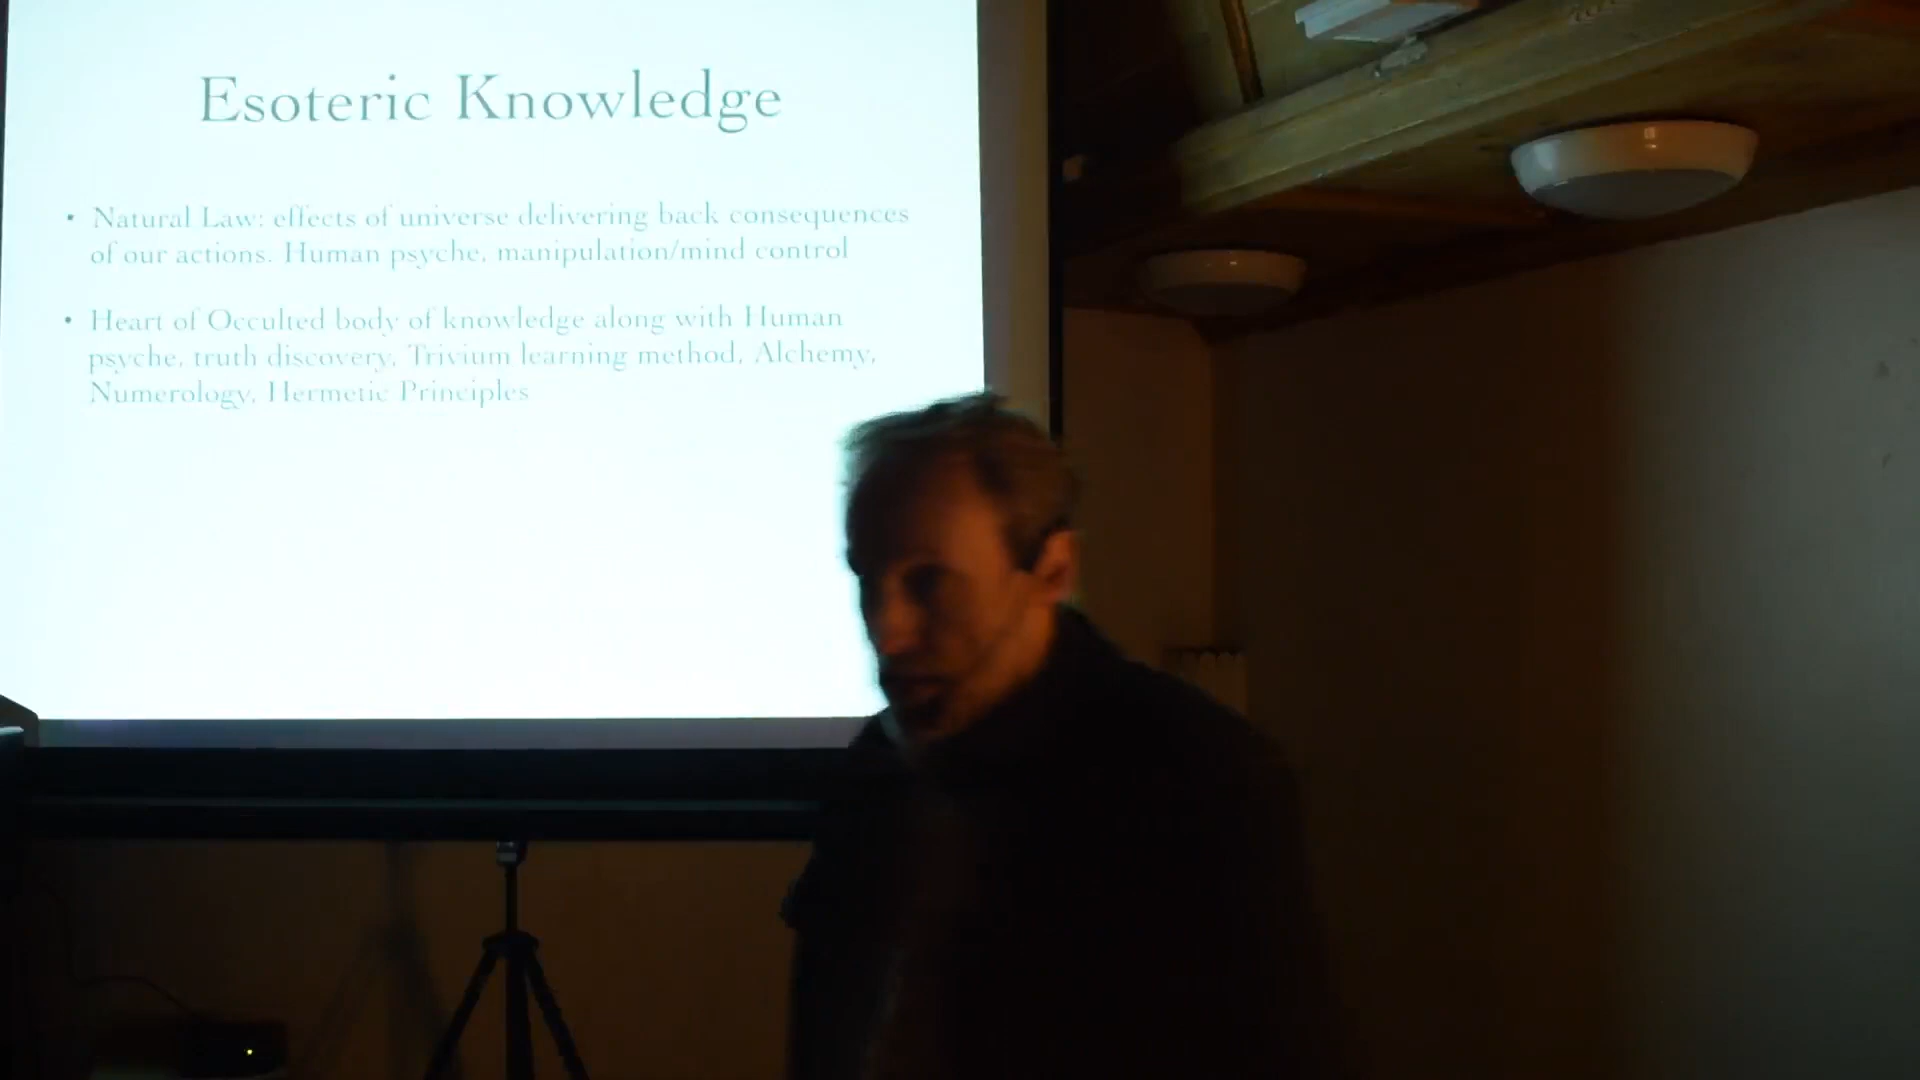 Esoteric Knowledge
• Natural Law: effects of universe delivering back consequences
of our actions. Human psyche, manipulation/mind control
• Heart of Occulted body of knowledge along with Human
psyche, truth discovery, Trivium learning method, Alchemy,
Numerology, Hermetic Principles